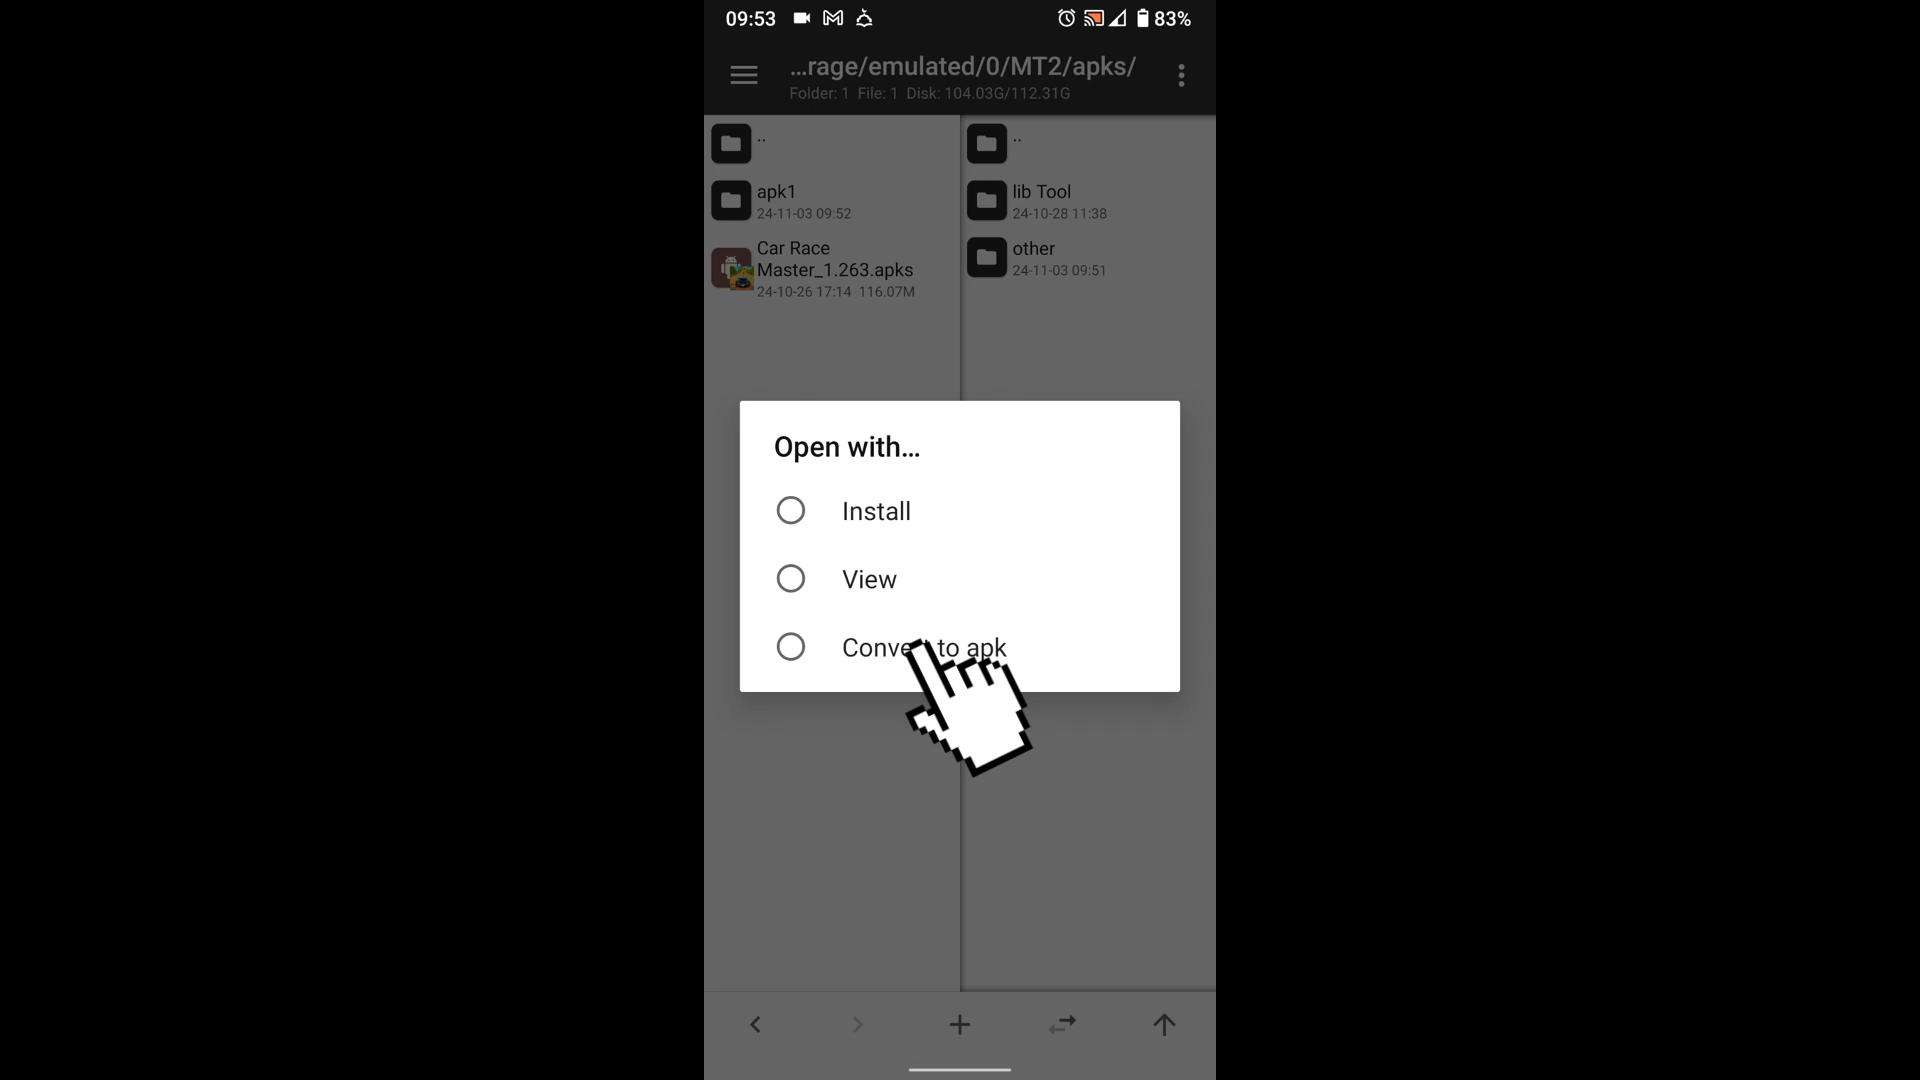 09:53 83%
...rage/emulated/0/MT2/apks/
Folder: 1 File: 1 Disk: 104.03G/112.31G
..
apk1
24-11-03 09:52
Car Race
Master_1.263.apks
24-10-26 17:14 116.07M
..
lib Tool
24-10-28 11:38
other
24-11-03 09:51
Open with...
Install
View
Convert to apk